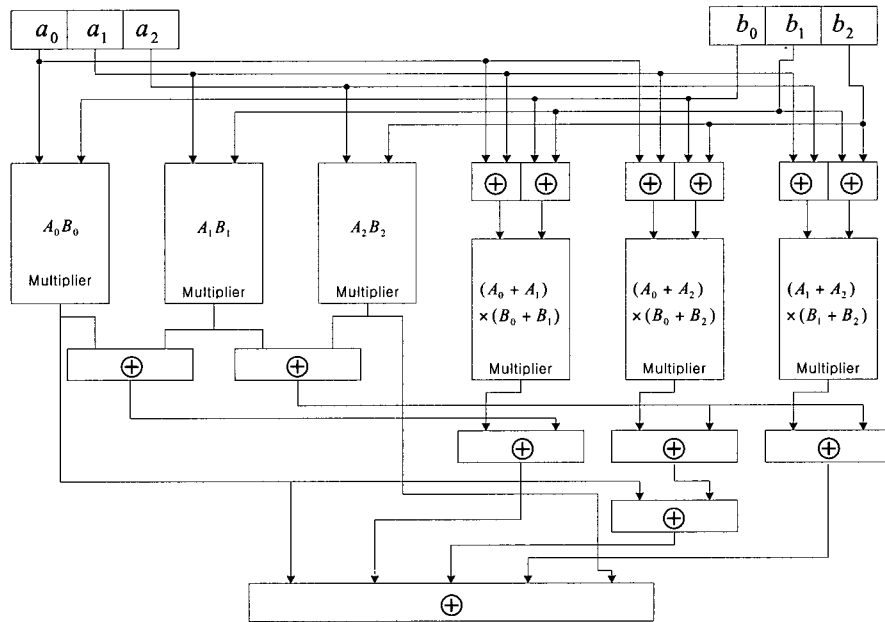 a₀ a₁ a₂
b₀ b₁ b₂
⊕ ⊕ ⊕ ⊕ ⊕ ⊕
A₀B₀
Multiplier
A₁B₁
Multiplier
A₂B₂
Multiplier
(A₀ + A₁)
×(B₀ + B₁)
Multiplier
(A₀ + A₂)
×(B₀ + B₂)
Multiplier
(A₁ + A₂)
×(B₁ + B₂)
Multiplier
⊕ ⊕
⊕ ⊕ ⊕
⊕
⊕